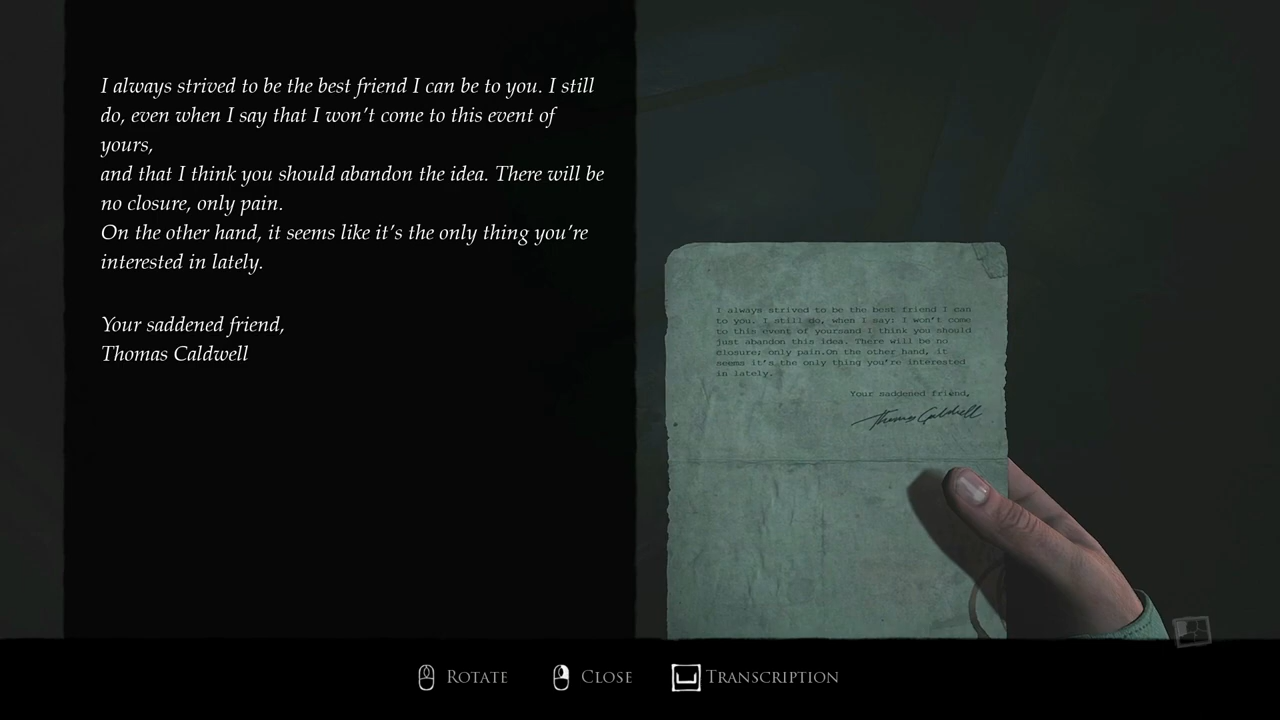 I always strived to be the best friend I can be to you. I still
do, even when I say that I won't come to this event of
yours,
and that I think you should abandon the idea. There will be
no closure, only pain.
On the other hand, it seems like it's the only thing you're
interested in lately.
Your saddened friend,
Thomas Caldwell
I always strived to be the best friend I can
to you. I still do, when I say: I won't come
to this event of yoursand I think you should
just abandon this idea. There will be no
closure; only pain.On the other hand, it
seems it's the only thing you're interested
in lately.
Your saddened friend,
Thomas Caldwell
ROTATE
CLOSE
TRANSCRIPTION